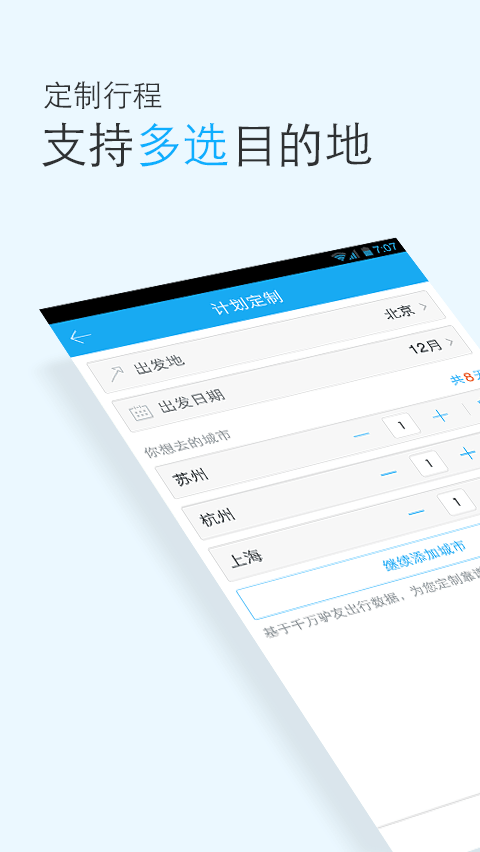 定制行程
支持多选目的地
7:07
计划定制
出发地 北京
出发日期 12月
共8天
你想去的城市
苏州 1
杭州 1
上海 1
继续添加城市
基于千万驴友出行数据，为您定制靠谱